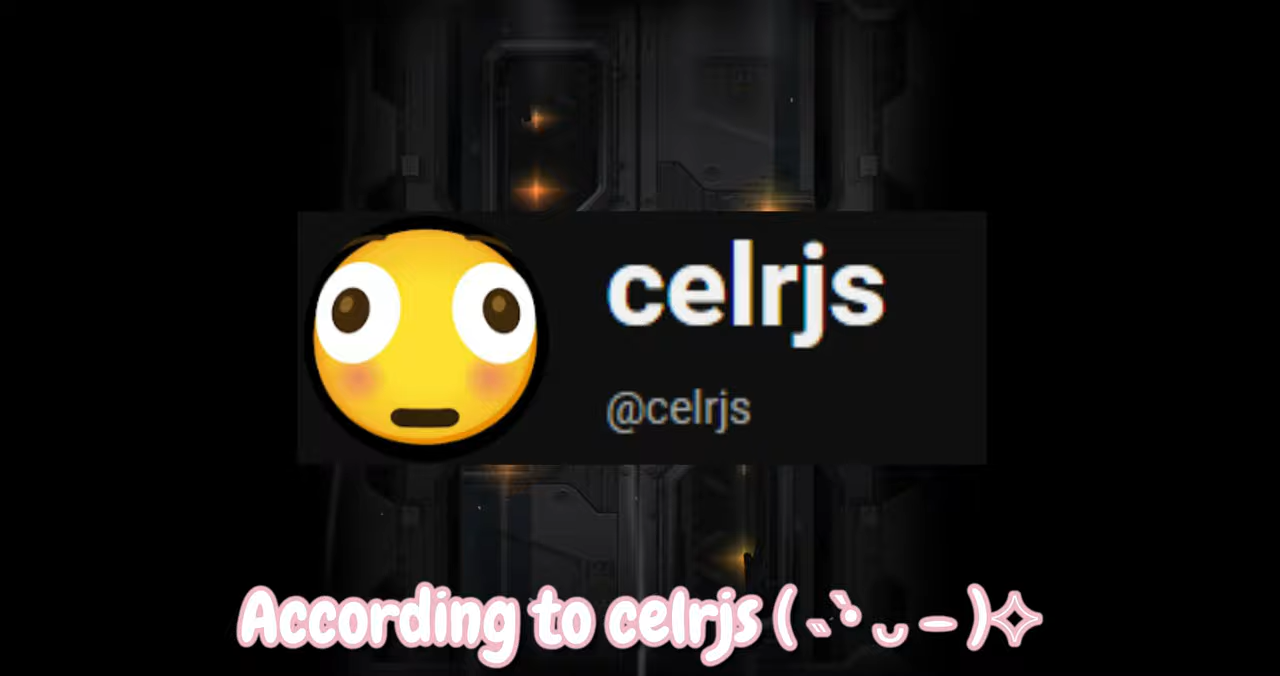 celrjs
@celrjs
According to celrjs ( ˶•̀ ᴗ - )✧